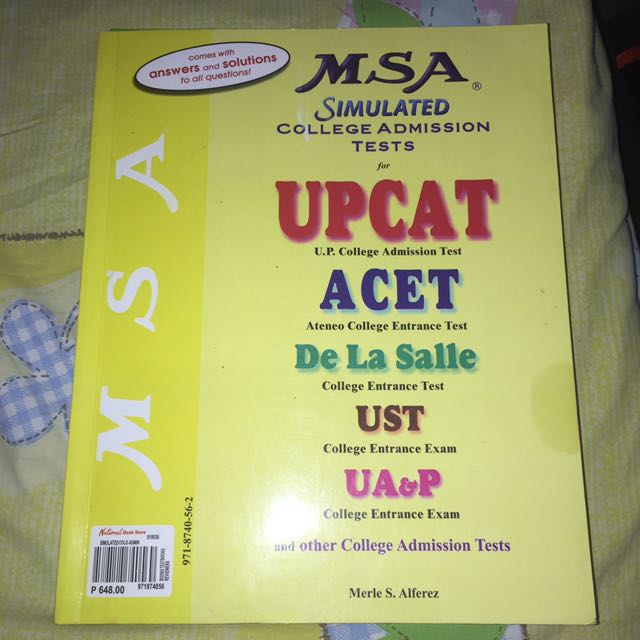 comes with
answers and solutions
to all questions!
MSA®
SIMULATED
COLLEGE ADMISSION
TESTS
for
UPCAT
U.P. College Admission Test
ACET
Ateneo College Entrance Test
De La Salle
College Entrance Test
UST
College Entrance Exam
UA&P
College Entrance Exam
and other College Admission Tests
Merle S. Alferez
MSA
971-8740-56-2
National Book Store
SIMULATED COLG ADMIN
P 648.00
971874056